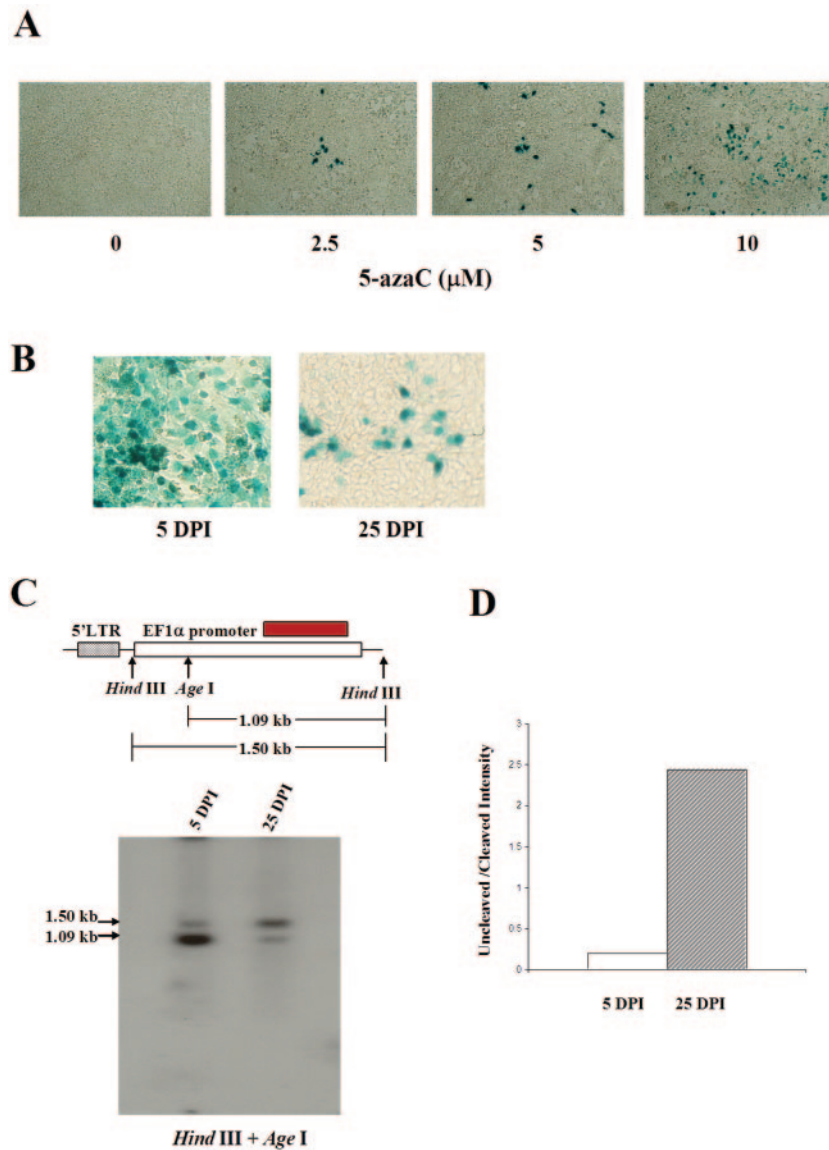 A
0
2.5
5
10
5-azaC (μM)
B
5 DPI
25 DPI
C
5'LTR
EF1α promoter
Hind III
Age I
Hind III
1.09 kb
1.50 kb
5 DPI
25 DPI
1.50 kb
1.09 kb
Hind III + Age I
D
Uncleaved /Cleaved Intensity
3
2.5
2
1.5
1
0.5
0
5 DPI
25 DPI